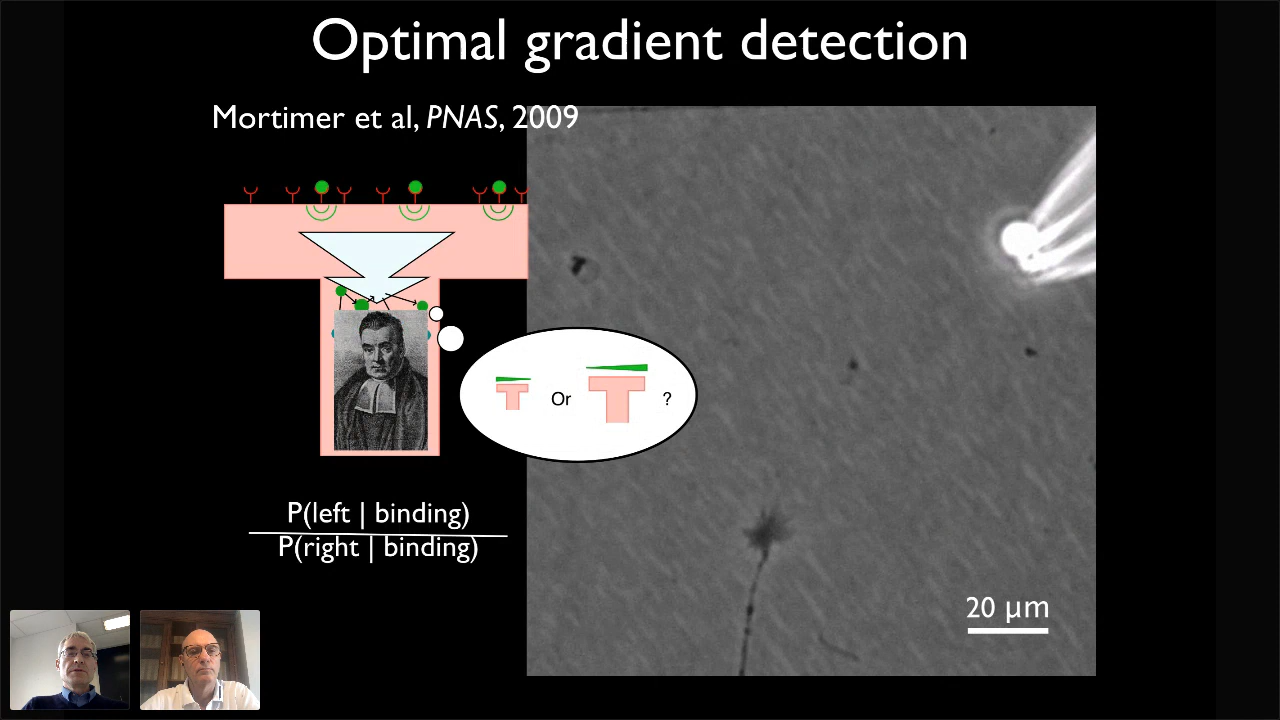 Optimal gradient detection
Mortimer et al, PNAS, 2009
Or
?
P(left | binding)
P(right | binding)
20 μm